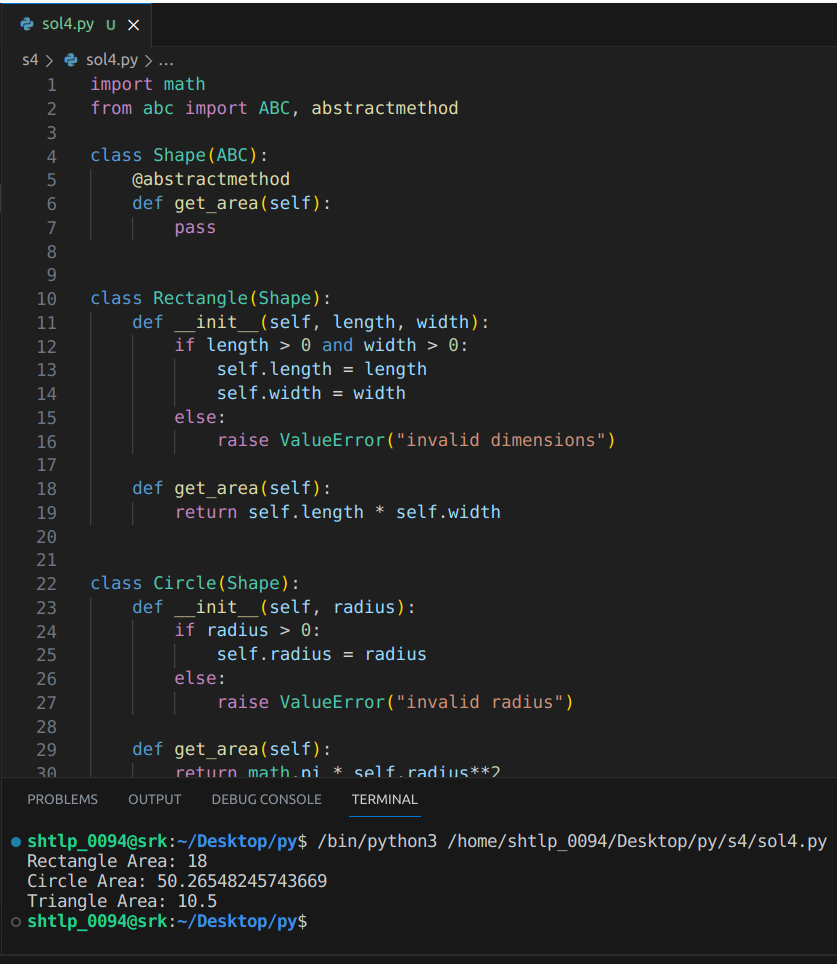 sol4.py U ×
s4 > sol4.py > ...
1 import math
2 from abc import ABC, abstractmethod
3
4 class Shape(ABC):
5     @abstractmethod
6     def get_area(self):
7         pass
8
9
10 class Rectangle(Shape):
11     def __init__(self, length, width):
12         if length > 0 and width > 0:
13             self.length = length
14             self.width = width
15         else:
16             raise ValueError("invalid dimensions")
17
18     def get_area(self):
19         return self.length * self.width
20
21
22 class Circle(Shape):
23     def __init__(self, radius):
24         if radius > 0:
25             self.radius = radius
26         else:
27             raise ValueError("invalid radius")
28
29     def get_area(self):
30         return math.pi * self.radius**2
PROBLEMS OUTPUT DEBUG CONSOLE TERMINAL
shtlp_0094@srk:~/Desktop/py$ /bin/python3 /home/shtlp_0094/Desktop/py/s4/sol4.py
Rectangle Area: 18
Circle Area: 50.26548245743669
Triangle Area: 10.5
shtlp_0094@srk:~/Desktop/py$